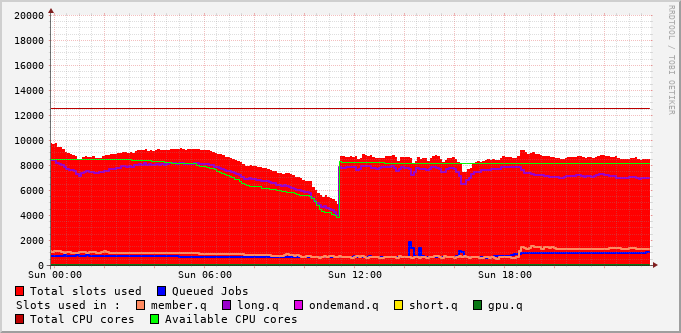 20000
18000
16000
14000
12000
10000
8000
6000
4000
2000
0
Sun 00:00 Sun 06:00 Sun 12:00 Sun 18:00
RRDTOOL / TOBI OETIKER
Total slots used Queued Jobs
Slots used in : member.q long.q ondemand.q short.q gpu.q
Total CPU cores Available CPU cores